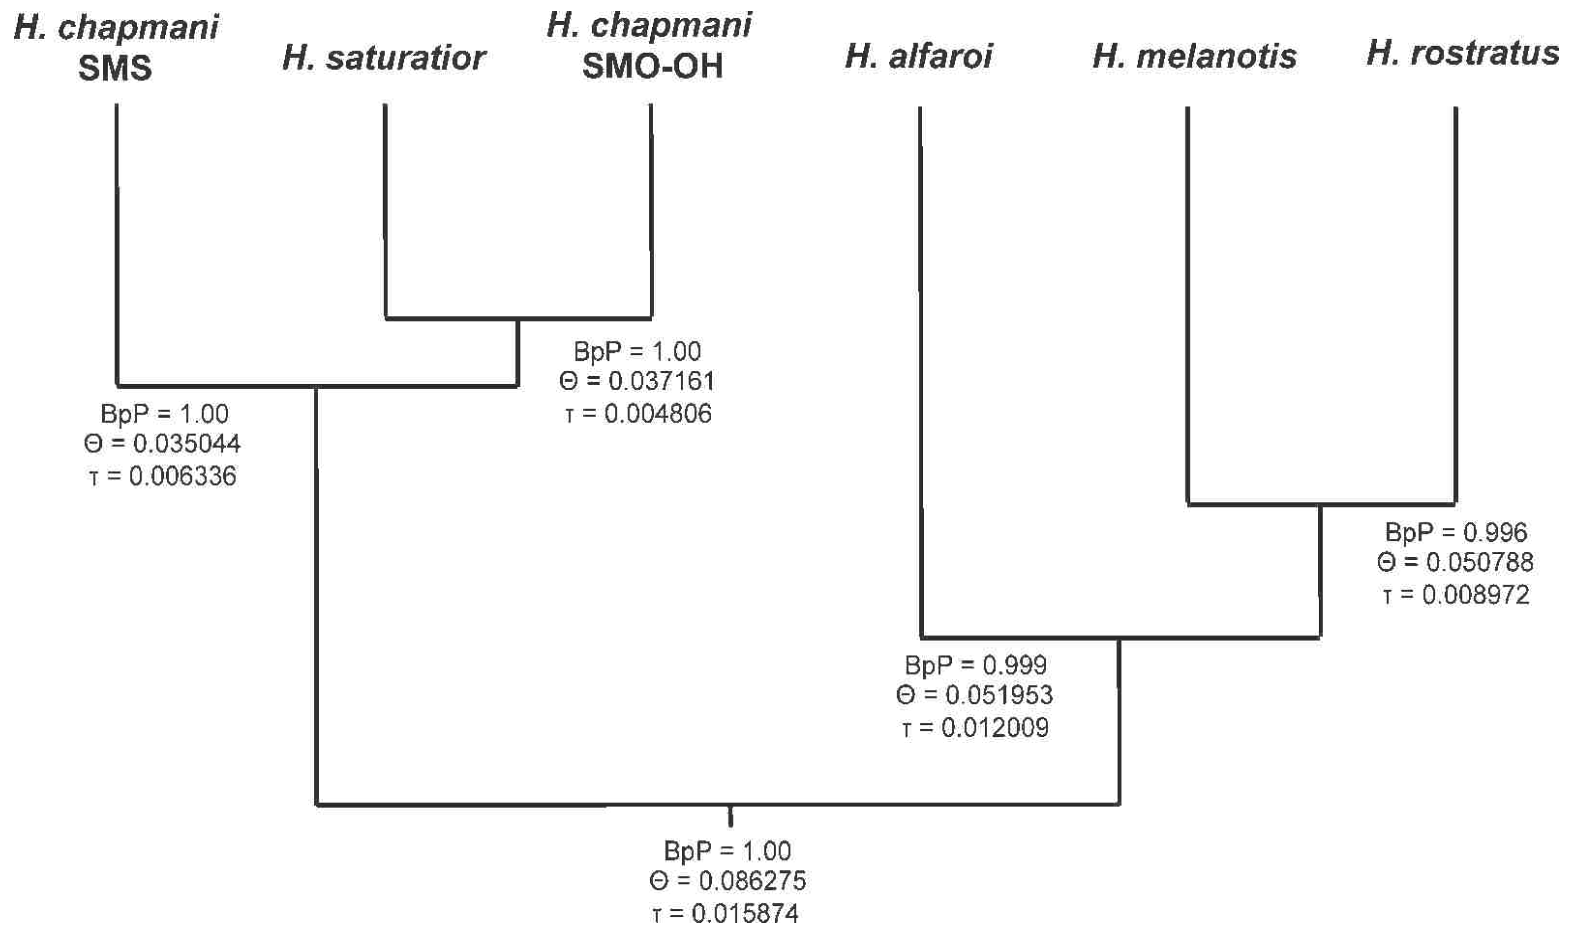 H. chapmani
SMS
H. saturatior
H. chapmani
SMO-OH
H. alfaroi
H. melanotis
H. rostratus
BpP = 1.00
Θ = 0.037161
τ = 0.004806
BpP = 1.00
Θ = 0.035044
τ = 0.006336
BpP = 0.996
Θ = 0.050788
τ = 0.008972
BpP = 0.999
Θ = 0.051953
τ = 0.012009
BpP = 1.00
Θ = 0.086275
τ = 0.015874